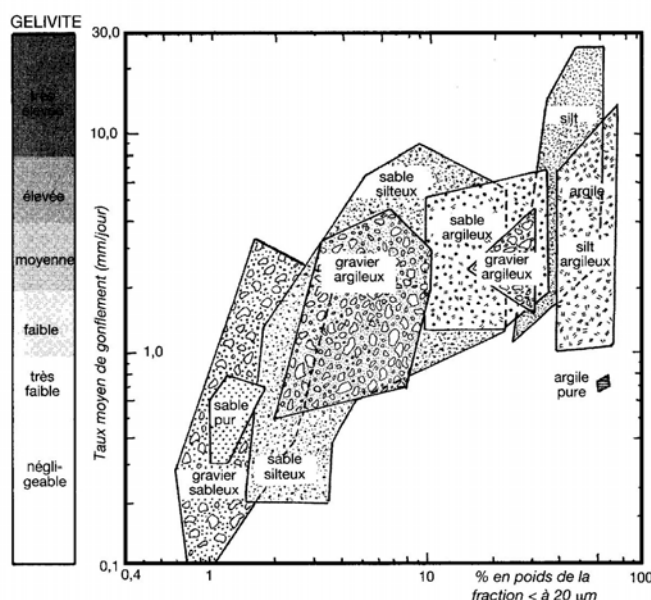 GELIVITE
très
élevée
élevée
moyenne
faible
très
faible
négli-
geable
Taux moyen de gonflement (mm/jour)
30,0
10,0
1,0
0,1
0,4
1
10
100
% en poids de la
fraction < à 20 µm
silt
sable
silteux
argile
sable
argileux
gravier
argileux
gravier
argileux
silt
argileux
argile
pure
sable
pur
gravier
sableux
sable
silteux